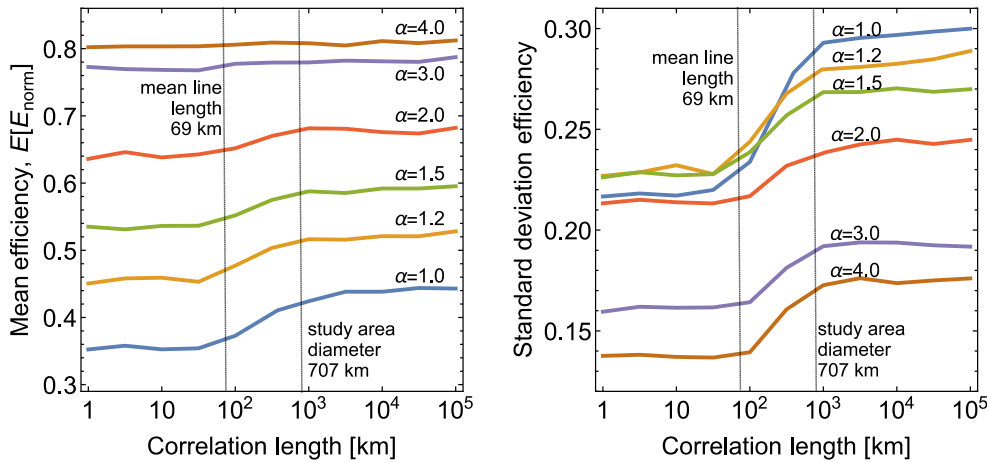 0.8
0.7
0.6
0.5
0.4
0.3
Mean efficiency, E[E_norm]
α=4.0
α=3.0
mean line
length
69 km
α=2.0
α=1.5
α=1.2
α=1.0
study area
diameter
707 km
1
10
10²
10³
10⁴
10⁵
Correlation length [km]
0.30
0.25
0.20
0.15
Standard deviation efficiency
mean line
length
69 km
α=1.0
α=1.2
α=1.5
α=2.0
α=3.0
α=4.0
study area
diameter
707 km
1
10
10²
10³
10⁴
10⁵
Correlation length [km]